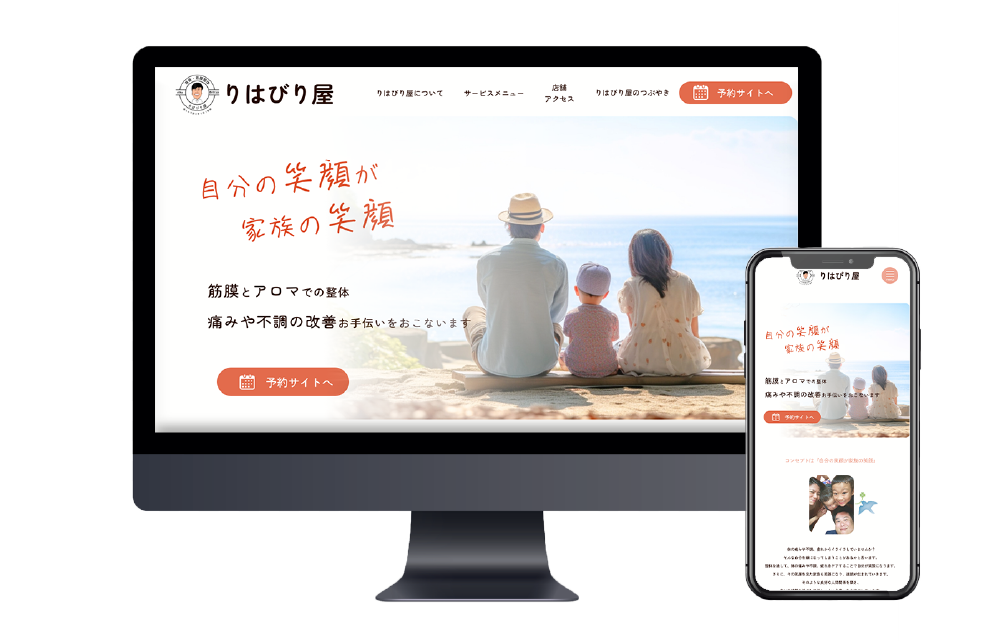 りはびり屋
りはびり屋について
サービスメニュー
店舗
アクセス
りはびり屋のつぶやき
予約サイトへ
自分の笑顔が
家族の笑顔
筋膜とアロマでの整体
痛みや不調の改善お手伝いをおこないます
予約サイトへ
りはびり屋
自分の笑顔が
家族の笑顔
筋膜とアロマでの整体
痛みや不調の改善お手伝いをおこないます
予約サイトへ
コンセプトは「自分の笑顔が家族の笑顔」